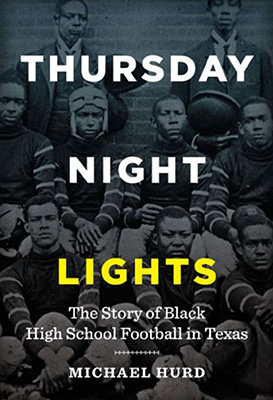 THURSDAY
NIGHT
LIGHTS
The Story of Black
High School Football in Texas
MICHAEL HURD